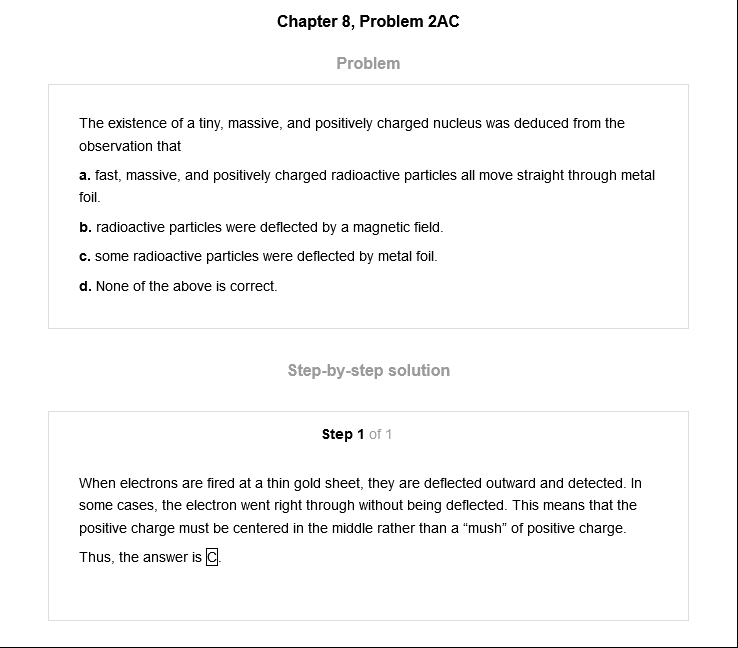 Chapter 8, Problem 2AC
Problem
The existence of a tiny, massive, and positively charged nucleus was deduced from the
observation that
a. fast, massive, and positively charged radioactive particles all move straight through metal
foil.
b. radioactive particles were deflected by a magnetic field.
c. some radioactive particles were deflected by metal foil.
d. None of the above is correct.
Step-by-step solution
Step 1 of 1
When electrons are fired at a thin gold sheet, they are deflected outward and detected. In
some cases, the electron went right through without being deflected. This means that the
positive charge must be centered in the middle rather than a “mush” of positive charge.
Thus, the answer is C.